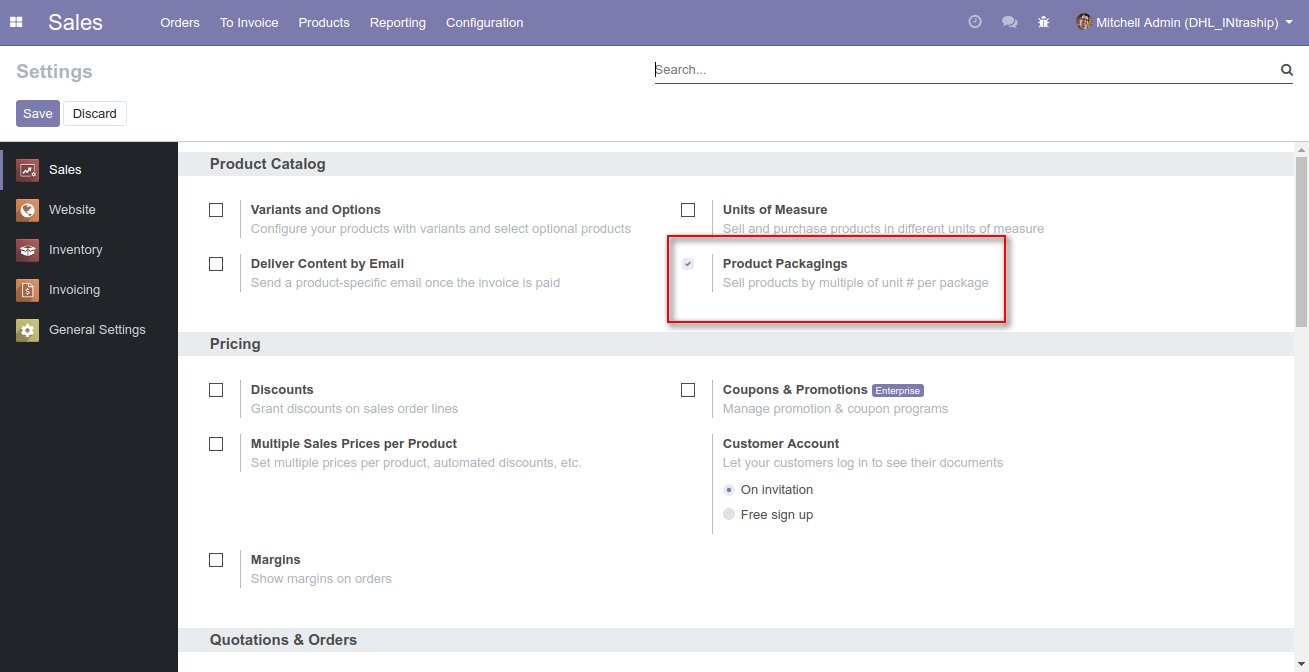 Sales Orders To Invoice Products Reporting Configuration Mitchell Admin (DHL_INtraship)
Settings Search...
Save Discard
Sales
Website
Inventory
Invoicing
General Settings
Product Catalog
Variants and Options
Configure your products with variants and select optional products
Units of Measure
Sell and purchase products in different units of measure
Deliver Content by Email
Send a product-specific email once the invoice is paid
Product Packagings
Sell products by multiple of unit # per package
Pricing
Discounts
Grant discounts on sales order lines
Coupons & Promotions Enterprise
Manage promotion & coupon programs
Multiple Sales Prices per Product
Set multiple prices per product, automated discounts, etc.
Customer Account
Let your customers log in to see their documents
On invitation
Free sign up
Margins
Show margins on orders
Quotations & Orders